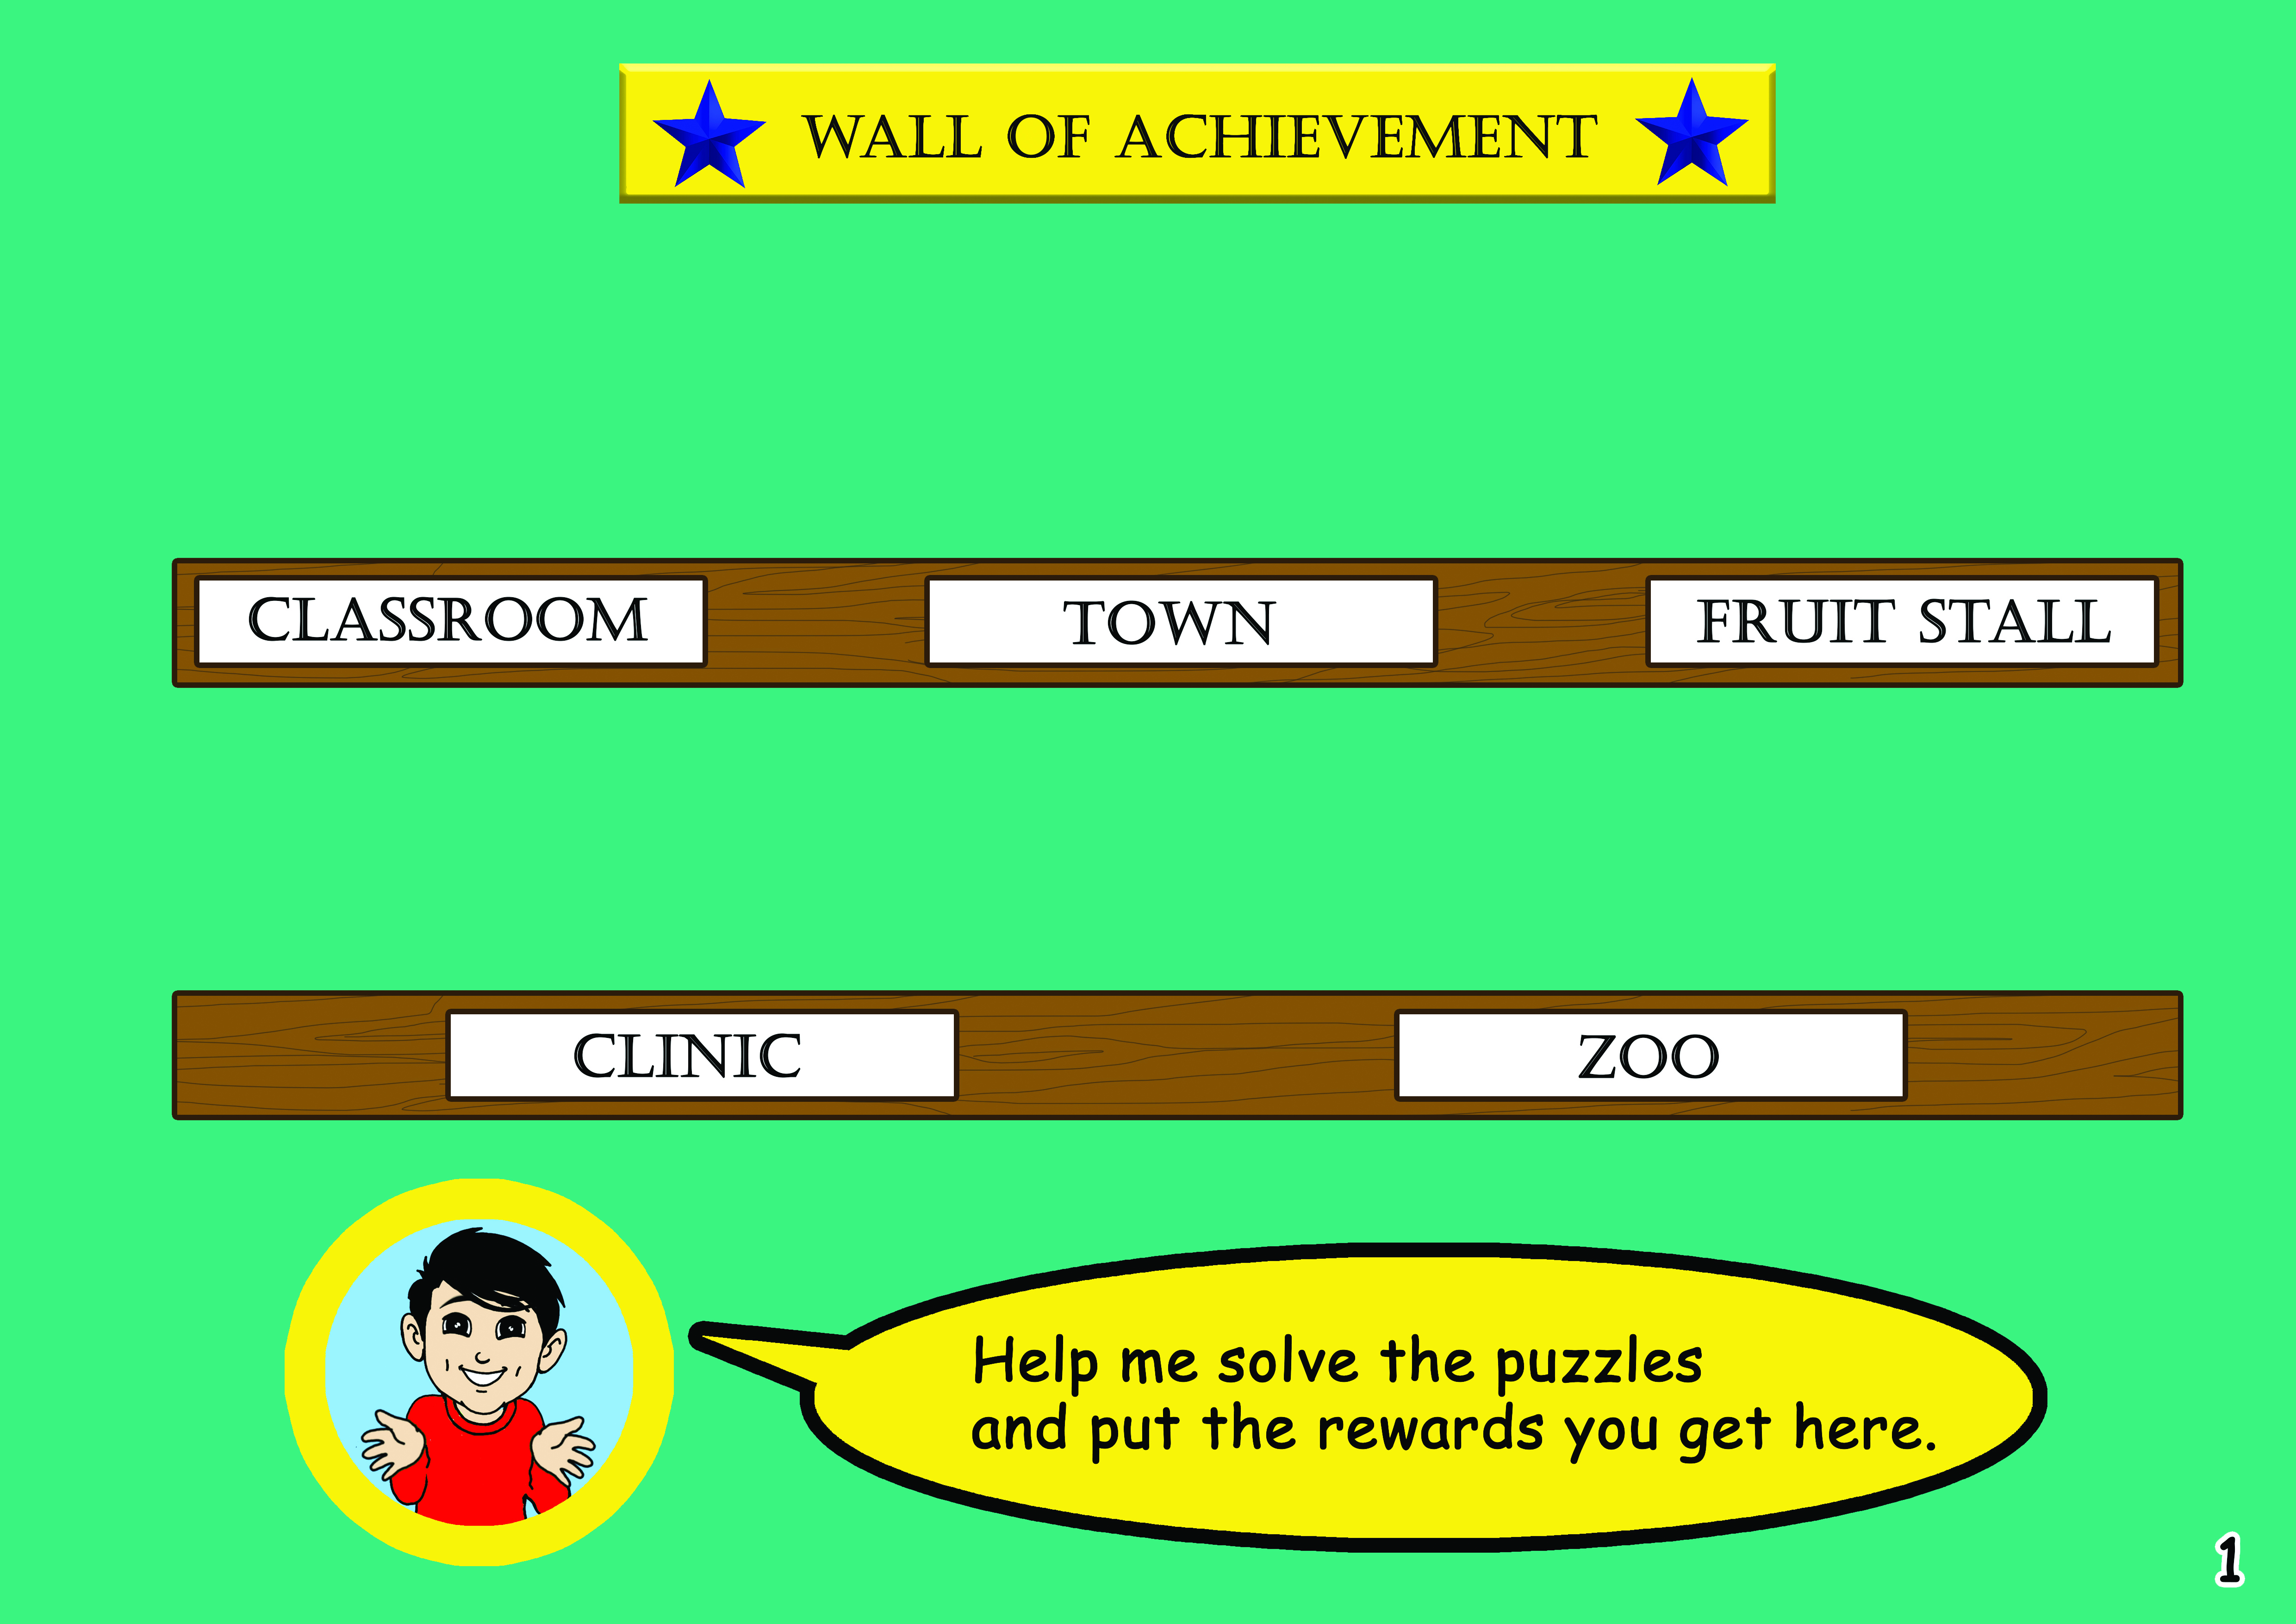 WALL OF ACHIEVEMENT
CLASSROOM
TOWN
FRUIT STALL
CLINIC
ZOO
Help me solve the puzzles
and put the rewards you get here.
1